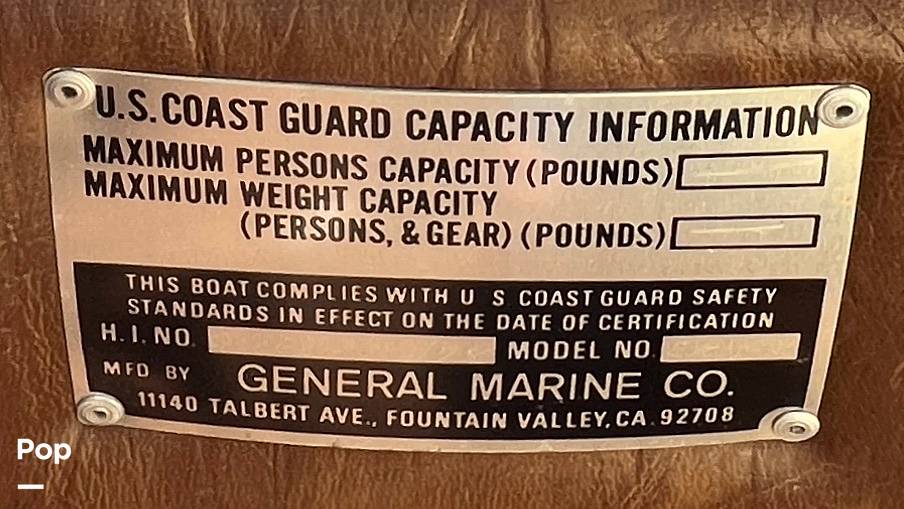 U.S. COAST GUARD CAPACITY INFORMATION
MAXIMUM PERSONS CAPACITY (POUNDS)
MAXIMUM WEIGHT CAPACITY
(PERSONS, & GEAR) (POUNDS)
THIS BOAT COMPLIES WITH U S COAST GUARD SAFETY
STANDARDS IN EFFECT ON THE DATE OF CERTIFICATION
H.I. NO. MODEL NO.
MFD BY GENERAL MARINE CO.
11140 TALBERT AVE., FOUNTAIN VALLEY, CA. 92708
Pop